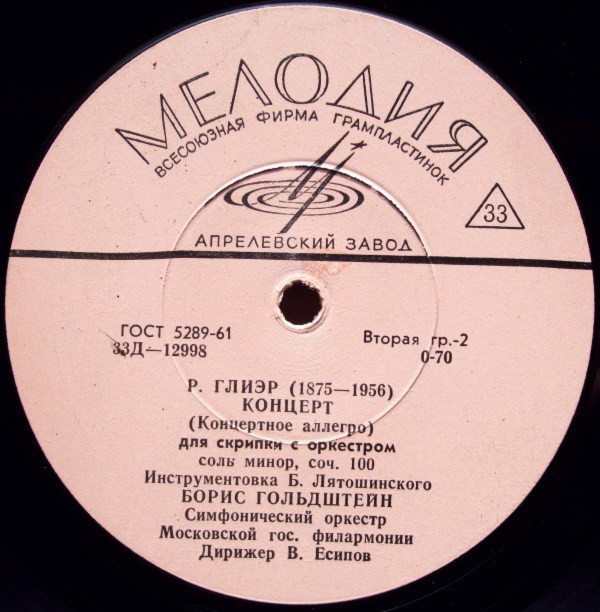 МЕЛОДИЯ
ВСЕСОЮЗНАЯ ФИРМА ГРАМПЛАСТИНОК
33
АПРЕЛЕВСКИЙ ЗАВОД
ГОСТ 5289-61
33Д—12998
Вторая гр.-2
0-70
Р. ГЛИЭР (1875—1956)
КОНЦЕРТ
(Концертное аллегро)
для скрипки с оркестром
соль минор, соч. 100
Инструментовка Б. Лятошинского
БОРИС ГОЛЬДШТЕЙН
Симфонический оркестр
Московской гос. филармонии
Дирижер В. Есипов